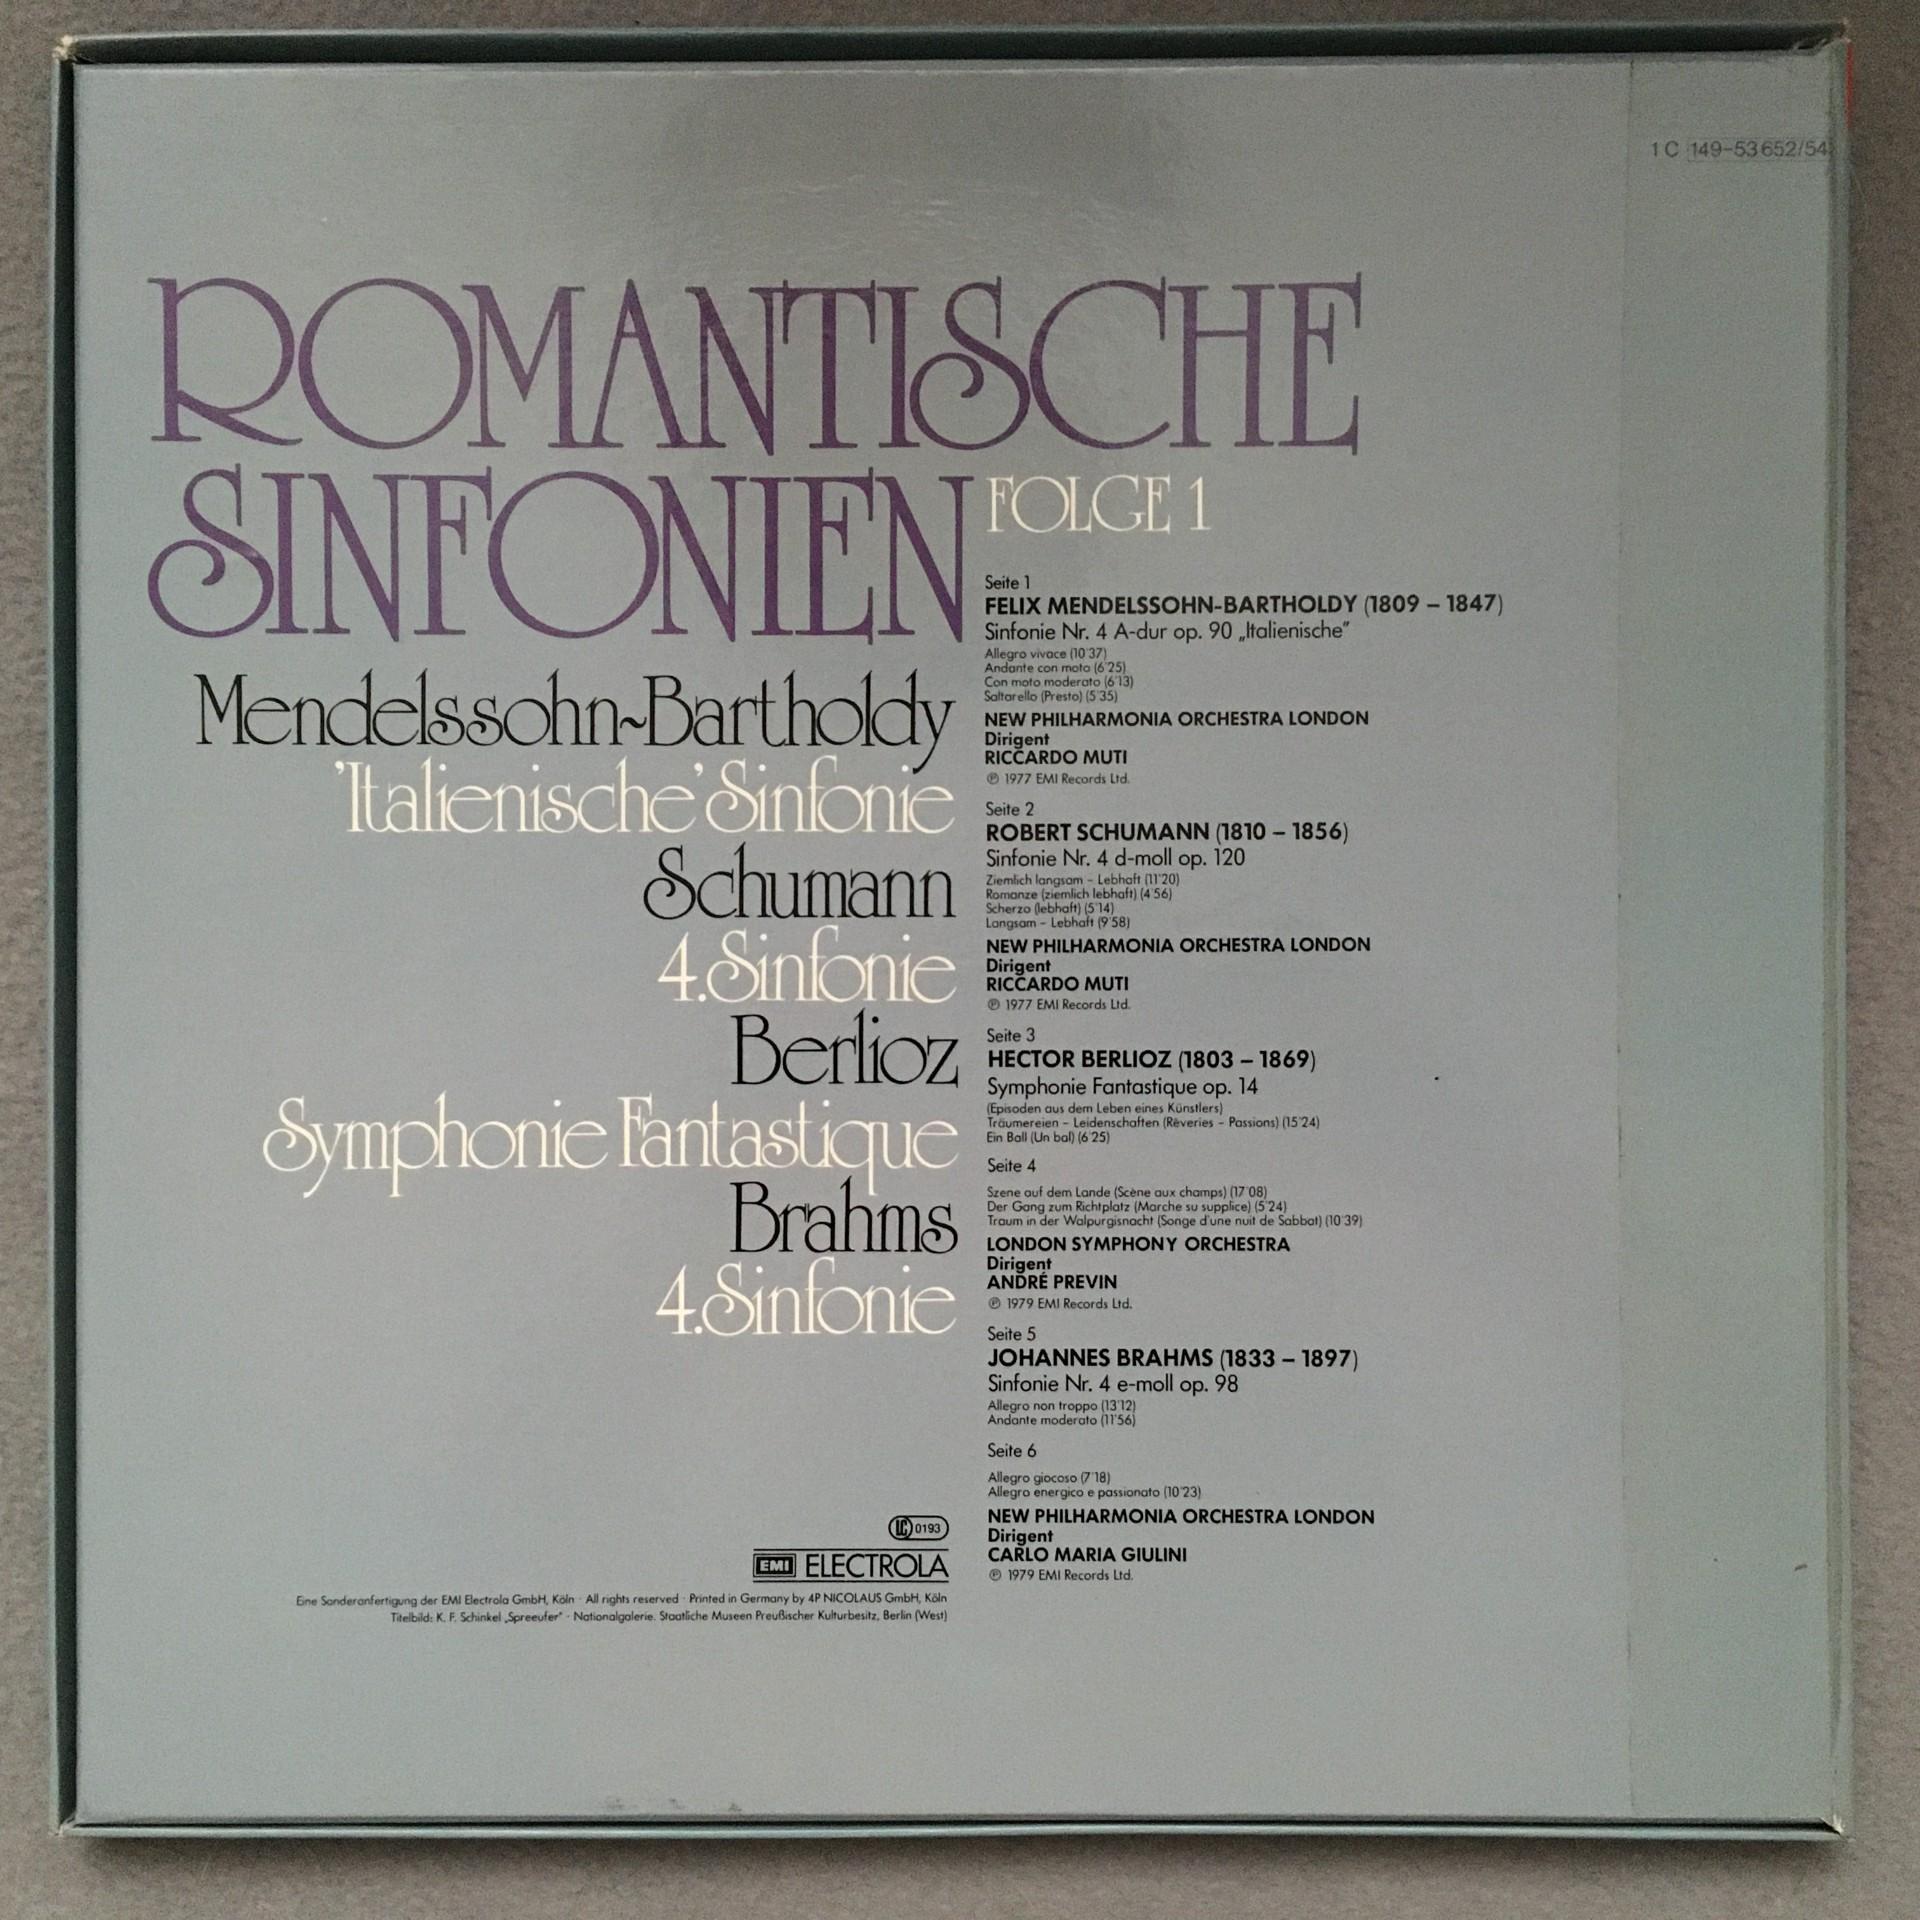 1 C 149-53 652/54
ROMANTISCHE
SINFONIEN
FOLGE 1
Mendelssohn~Bartholdy
'Italienische' Sinfonie
Schumann
4. Sinfonie
Berlioz
Symphonie Fantastique
Brahms
4. Sinfonie
Seite 1
FELIX MENDELSSOHN-BARTHOLDY (1809 – 1847)
Sinfonie Nr. 4 A-dur op. 90 „Italienische"
Allegro vivace (10'37)
Andante con moto (6'25)
Con moto moderato (6'13)
Saltarello (Presto) (5'35)
NEW PHILHARMONIA ORCHESTRA LONDON
Dirigent
RICCARDO MUTI
℗ 1977 EMI Records Ltd.
Seite 2
ROBERT SCHUMANN (1810 – 1856)
Sinfonie Nr. 4 d-moll op. 120
Ziemlich langsam – Lebhaft (11'20)
Romanze (ziemlich lebhaft) (4'56)
Scherzo (lebhaft) (5'14)
Langsam – Lebhaft (9'58)
NEW PHILHARMONIA ORCHESTRA LONDON
Dirigent
RICCARDO MUTI
℗ 1977 EMI Records Ltd.
Seite 3
HECTOR BERLIOZ (1803 – 1869)
Symphonie Fantastique op. 14
(Episoden aus dem Leben eines Künstlers)
Träumereien – Leidenschaften (Rêveries – Passions) (15'24)
Ein Ball (Un bal) (6'25)
Seite 4
Szene auf dem Lande (Scène aux champs) (17'08)
Der Gang zum Richtplatz (Marche su supplice) (5'24)
Traum in der Walpurgisnacht (Songe d'une nuit de Sabbat) (10'39)
LONDON SYMPHONY ORCHESTRA
Dirigent
ANDRÉ PREVIN
℗ 1979 EMI Records Ltd.
Seite 5
JOHANNES BRAHMS (1833 – 1897)
Sinfonie Nr. 4 e-moll op. 98
Allegro non troppo (13'12)
Andante moderato (11'56)
Seite 6
Allegro giocoso (7'18)
Allegro energico e passionato (10'23)
NEW PHILHARMONIA ORCHESTRA LONDON
Dirigent
CARLO MARIA GIULINI
℗ 1979 EMI Records Ltd.
LC 0193
EMI ELECTROLA
Eine Sonderanfertigung der EMI Electrola GmbH, Köln · All rights reserved · Printed in Germany by 4P NICOLAUS GmbH, Köln
Titelbild: K. F. Schinkel „Spreeufer" · Nationalgalerie. Staatliche Museen Preußischer Kulturbesitz, Berlin (West)